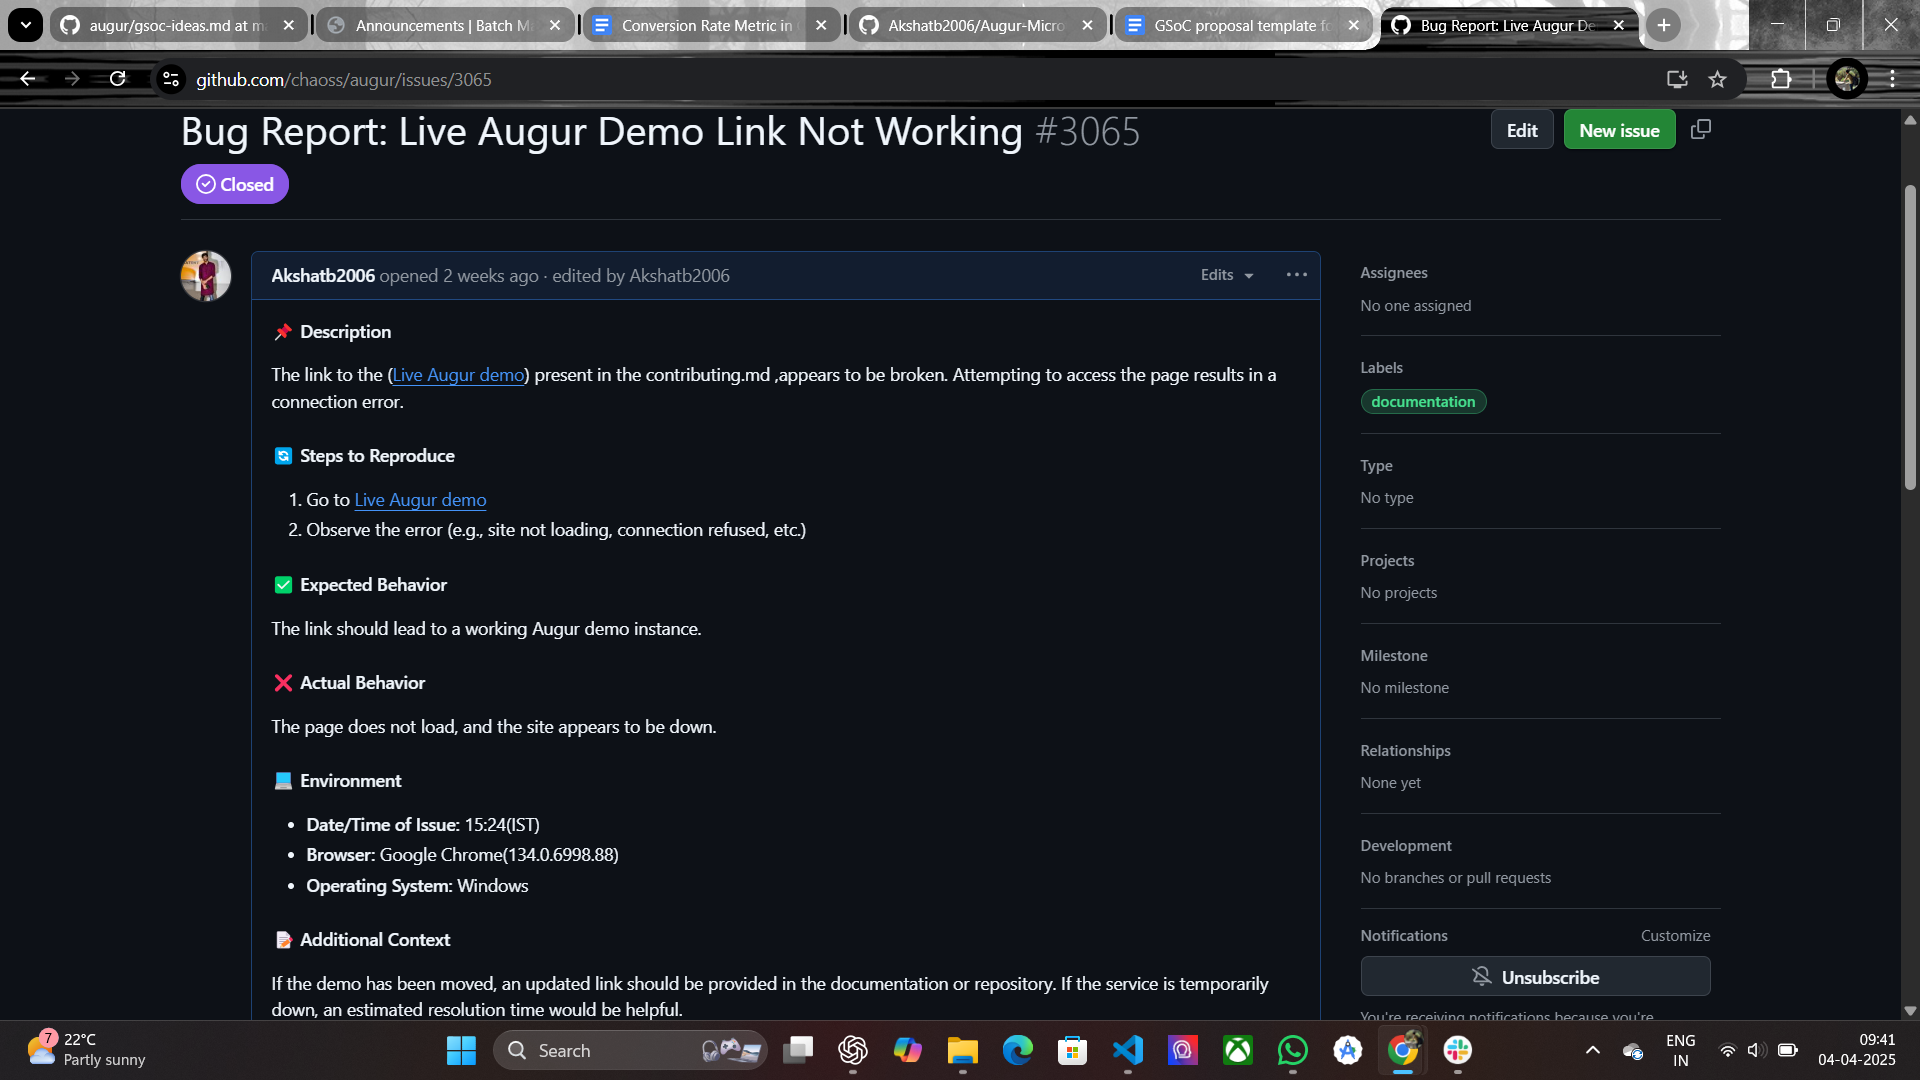 augur/gsoc-ideas.md at m
Announcements | Batch M
Conversion Rate Metric in
Akshatb2006/Augur-Micro
GSoC proposal template fo
Bug Report: Live Augur De
github.com/chaoss/augur/issues/3065
Bug Report: Live Augur Demo Link Not Working #3065
Edit
New issue
Closed
Akshatb2006 opened 2 weeks ago · edited by Akshatb2006
Edits
Description
The link to the (Live Augur demo) present in the contributing.md ,appears to be broken. Attempting to access the page results in a
connection error.
Steps to Reproduce
1. Go to Live Augur demo
2. Observe the error (e.g., site not loading, connection refused, etc.)
Expected Behavior
The link should lead to a working Augur demo instance.
Actual Behavior
The page does not load, and the site appears to be down.
Environment
• Date/Time of Issue: 15:24(IST)
• Browser: Google Chrome(134.0.6998.88)
• Operating System: Windows
Additional Context
If the demo has been moved, an updated link should be provided in the documentation or repository. If the service is temporarily
down, an estimated resolution time would be helpful.
Assignees
No one assigned
Labels
documentation
Type
No type
Projects
No projects
Milestone
No milestone
Relationships
None yet
Development
No branches or pull requests
Notifications
Customize
Unsubscribe
You're receiving notifications because you're
7
22°C
Partly sunny
Search
ENG
IN
09:41
04-04-2025